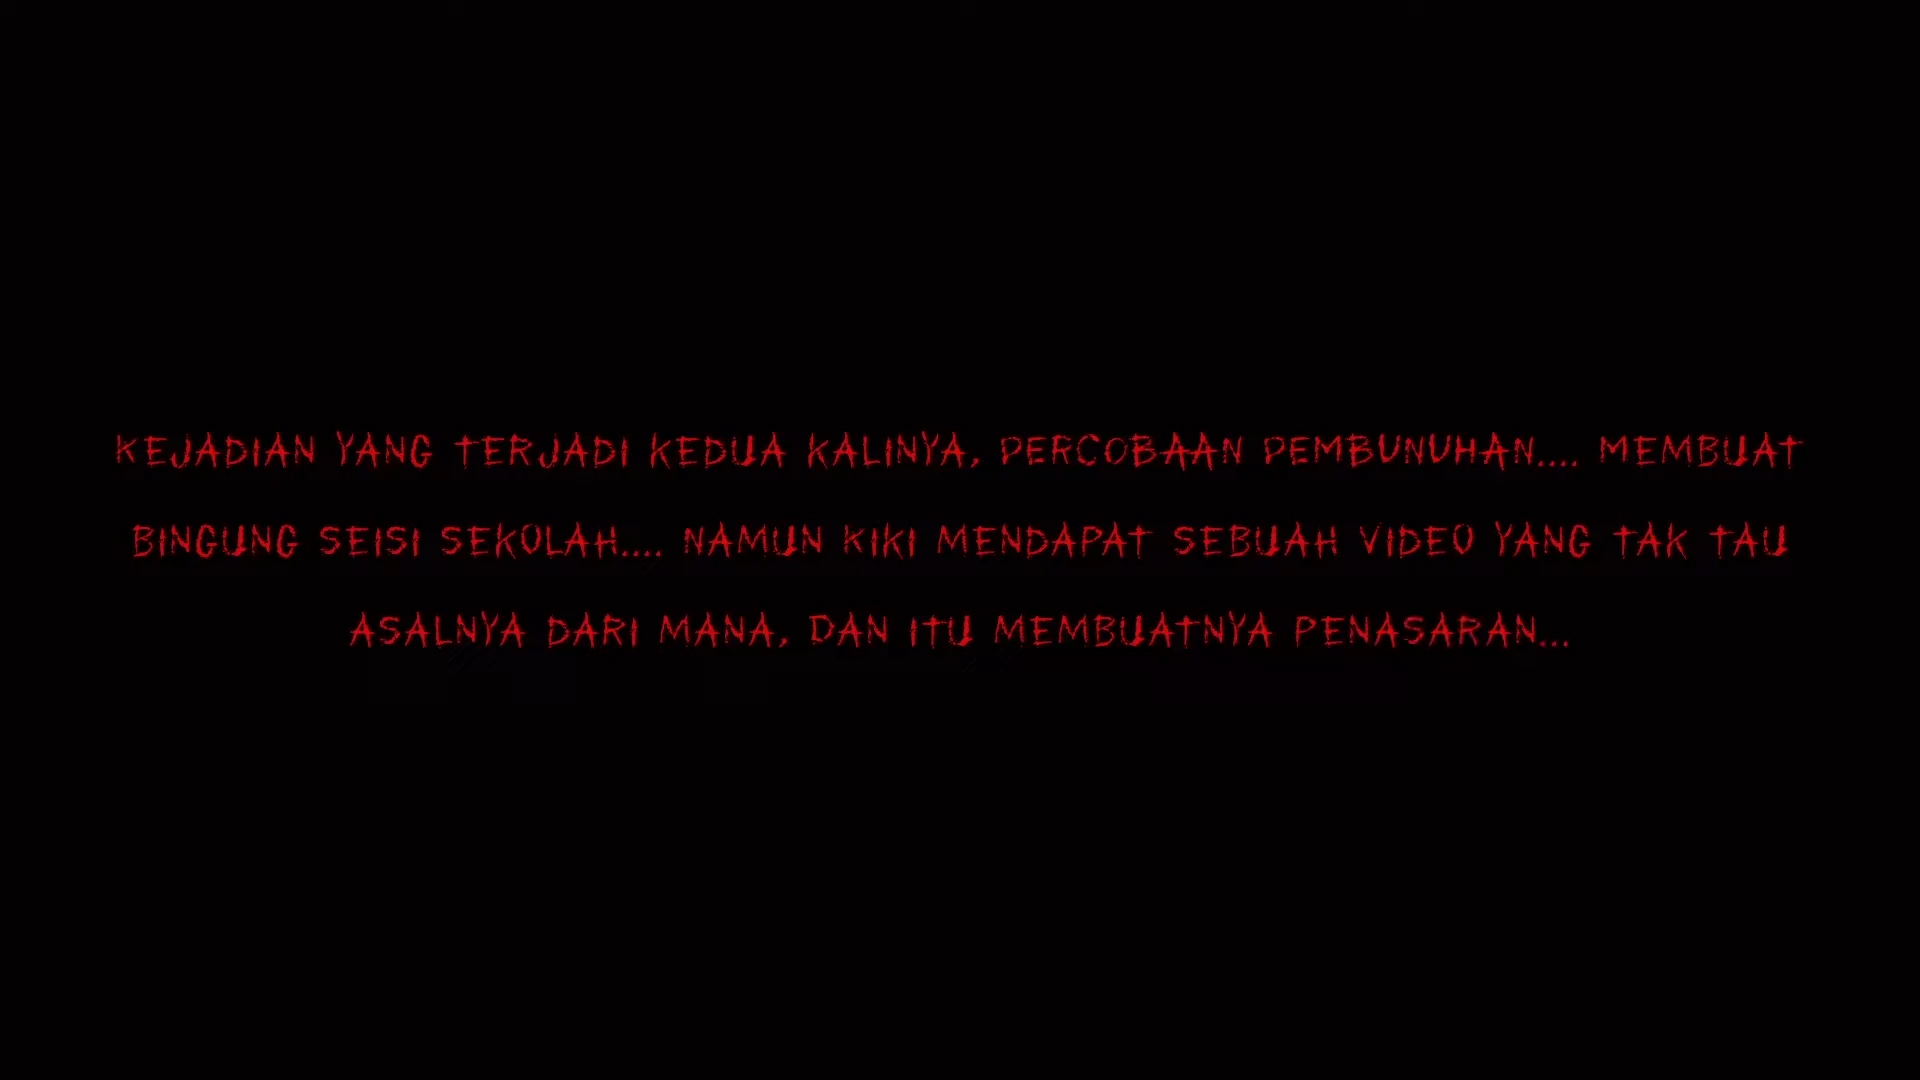 KEJADIAN YANG TERJADI KEDUA KALINYA, PERCOBAAN PEMBUNUHAN.... MEMBUAT
BINGUNG SEISI SEKOLAH.... NAMUN KIKI MENDAPAT SEBUAH VIDEO YANG TAK TAU
ASALNYA DARI MANA, DAN ITU MEMBUATNYA PENASARAN...